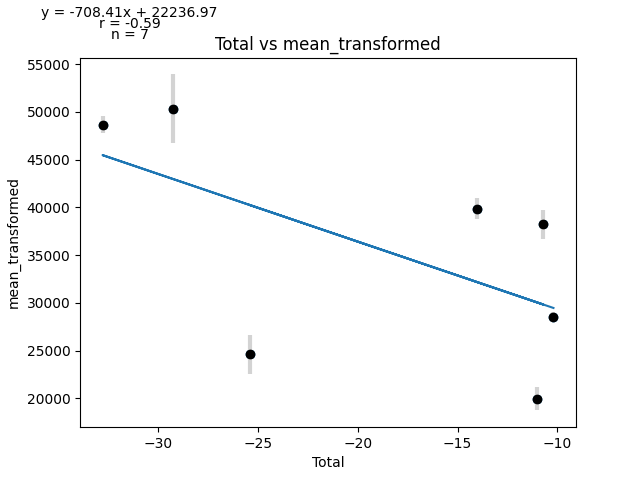 y = -708.41x + 22236.97
r = -0.59
n = 7
Total vs mean_transformed
55000
50000
45000
40000
35000
30000
25000
20000
mean_transformed
−30
−25
−20
−15
−10
Total